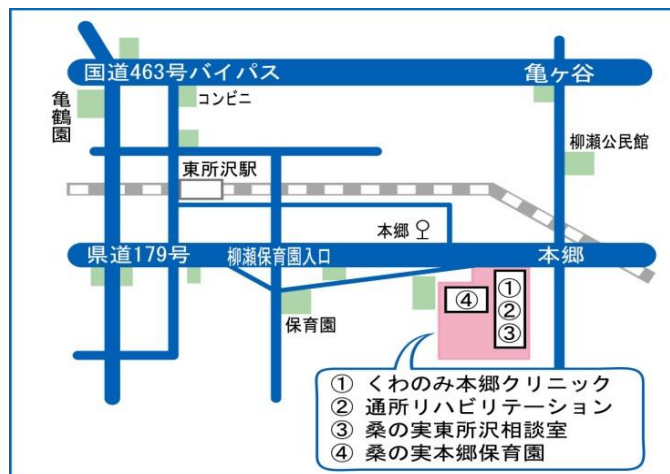 国道463号バイパス
亀ヶ谷
亀鶴園
コンビニ
柳瀬公民館
東所沢駅
本郷
県道179号
柳瀬保育園入口
本郷
④
①
②
③
保育園
① くわのみ本郷クリニック
② 通所リハビリテーション
③ 桑の実東所沢相談室
④ 桑の実本郷保育園